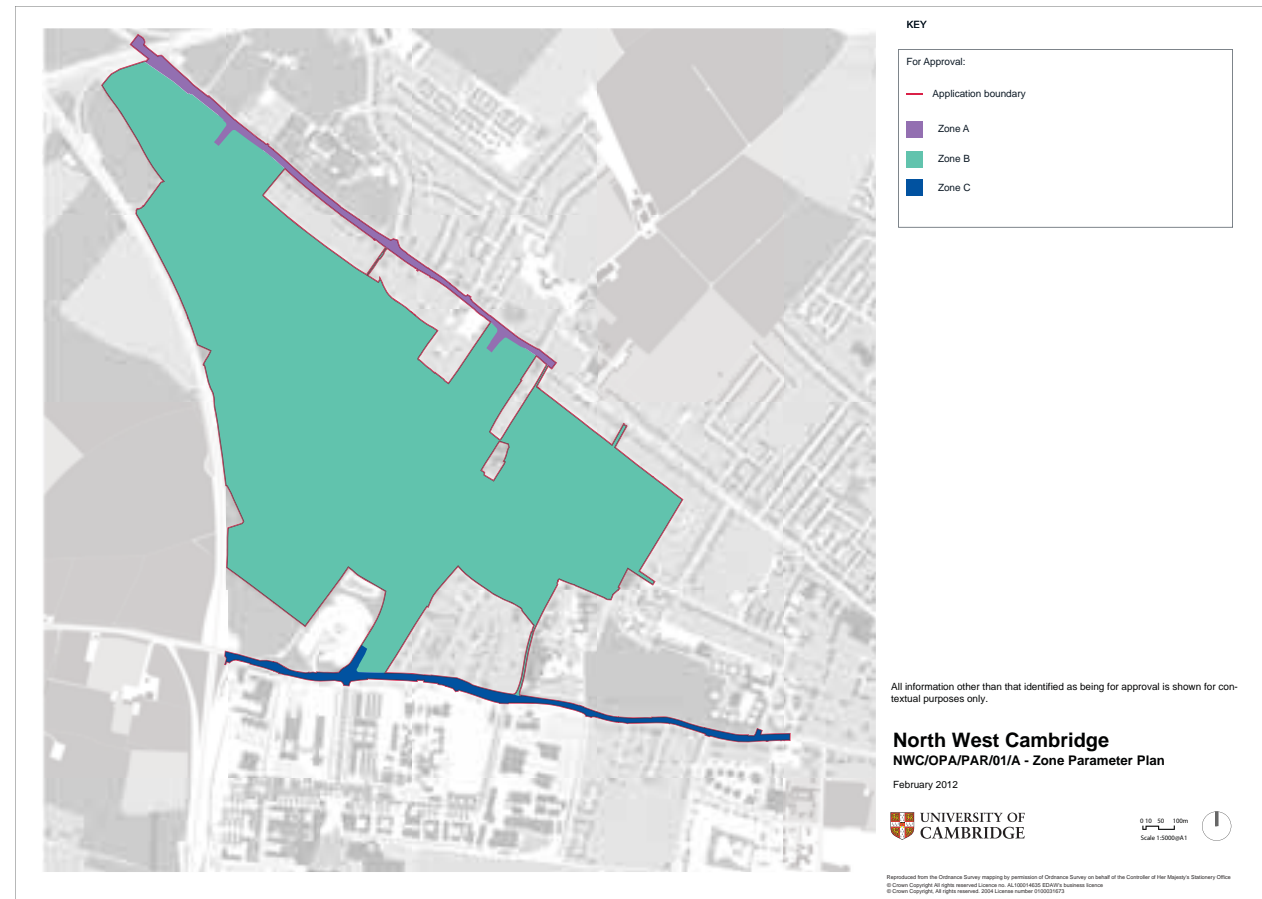 KEY
For Approval:
Application boundary
Zone A
Zone B
Zone C
All information other than that identified as being for approval is shown for con-
textual purposes only.
North West Cambridge
NWC/OPA/PAR/01/A - Zone Parameter Plan
February 2012
UNIVERSITY OF
CAMBRIDGE
0 10 50 100m
Scale 1:5000@A1
Reproduced from the Ordnance Survey mapping by permission of Ordnance Survey on behalf of the Controller of Her Majesty's Stationery Office
© Crown Copyright All rights reserved Licence no. AL100014635 EDAW's business licence
© Crown Copyright, All rights reserved. 2004 License number 0100031673